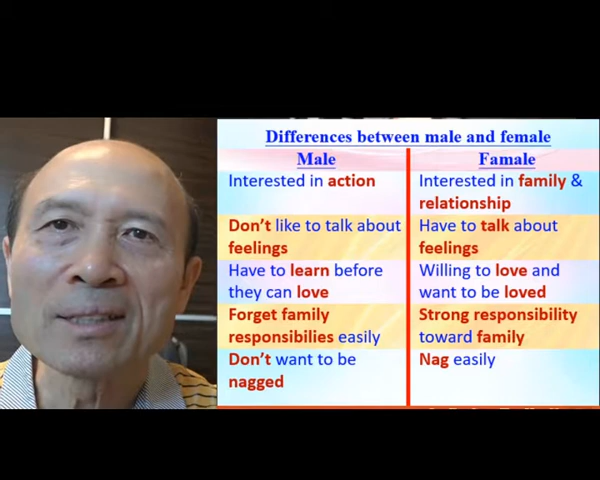 Differences between male and female
Male
Famale
Interested in action
Interested in family &
relationship
Don't like to talk about
feelings
Have to talk about
feelings
Have to learn before
they can love
Willing to love and
want to be loved
Forget family
responsibilies easily
Strong responsibility
toward family
Don't want to be
nagged
Nag easily